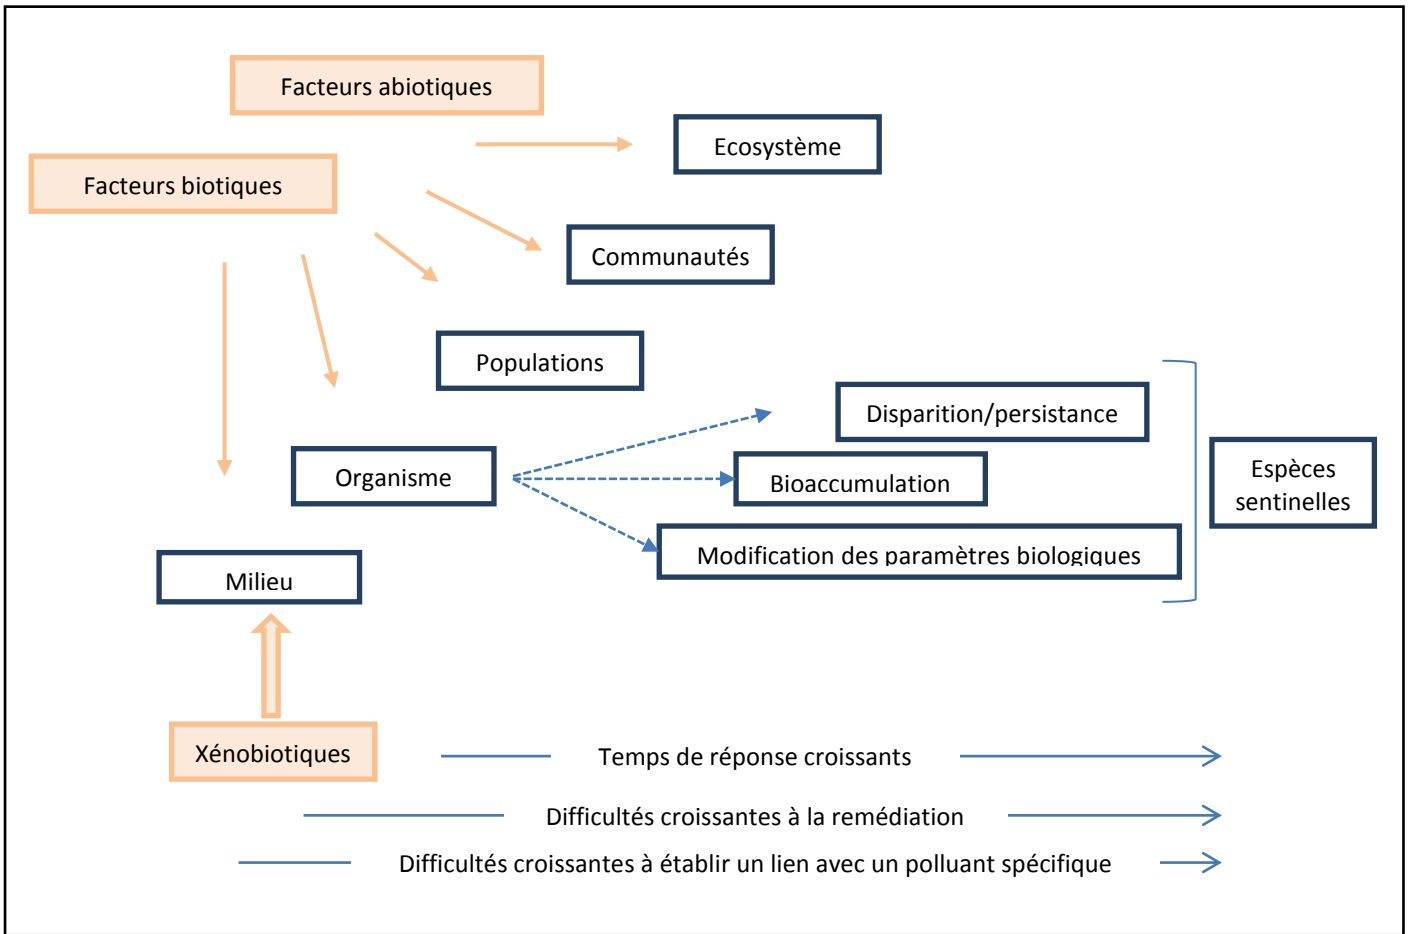 Facteurs abiotiques
Ecosystème
Facteurs biotiques
Communautés
Populations
Disparition/persistance
Organisme
Bioaccumulation
Espèces
sentinelles
Modification des paramètres biologiques
Milieu
Xénobiotiques
Temps de réponse croissants
Difficultés croissantes à la remédiation
Difficultés croissantes à établir un lien avec un polluant spécifique